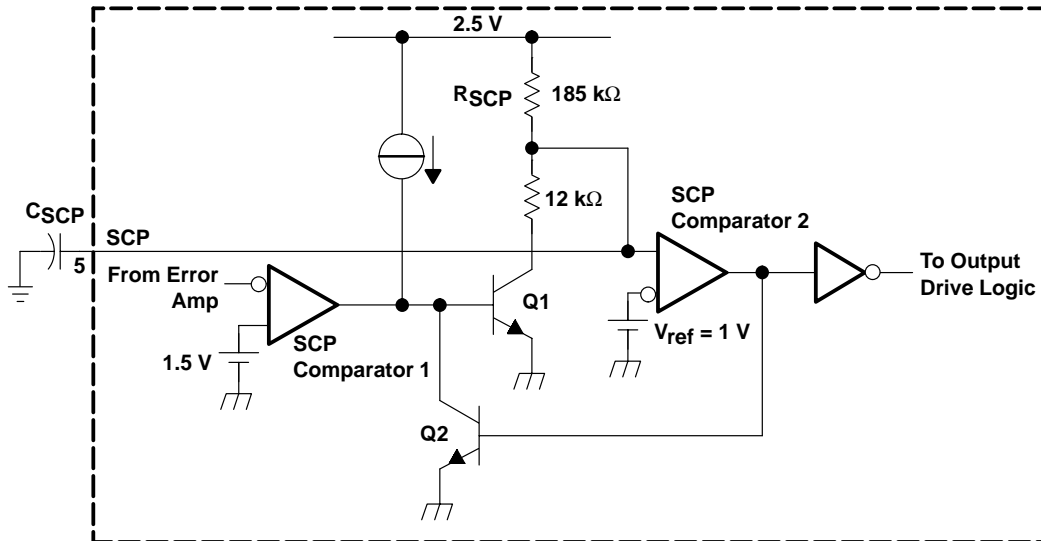 2.5 V
RSCP
185 kΩ
12 kΩ
CSCP
5
SCP
From Error
Amp
1.5 V
SCP
Comparator 1
Q1
Q2
SCP
Comparator 2
Vref = 1 V
To Output
Drive Logic